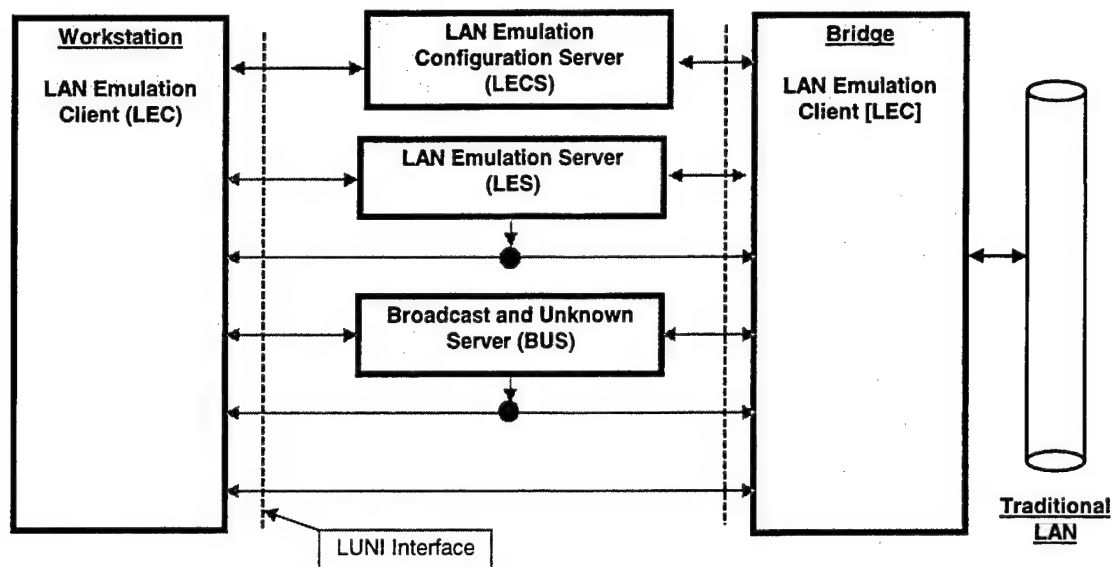 Workstation
LAN Emulation
Client (LEC)
LAN Emulation
Configuration Server
(LECS)
LAN Emulation Server
(LES)
Broadcast and Unknown
Server (BUS)
Bridge
LAN Emulation
Client [LEC]
Traditional
LAN
LUNI Interface